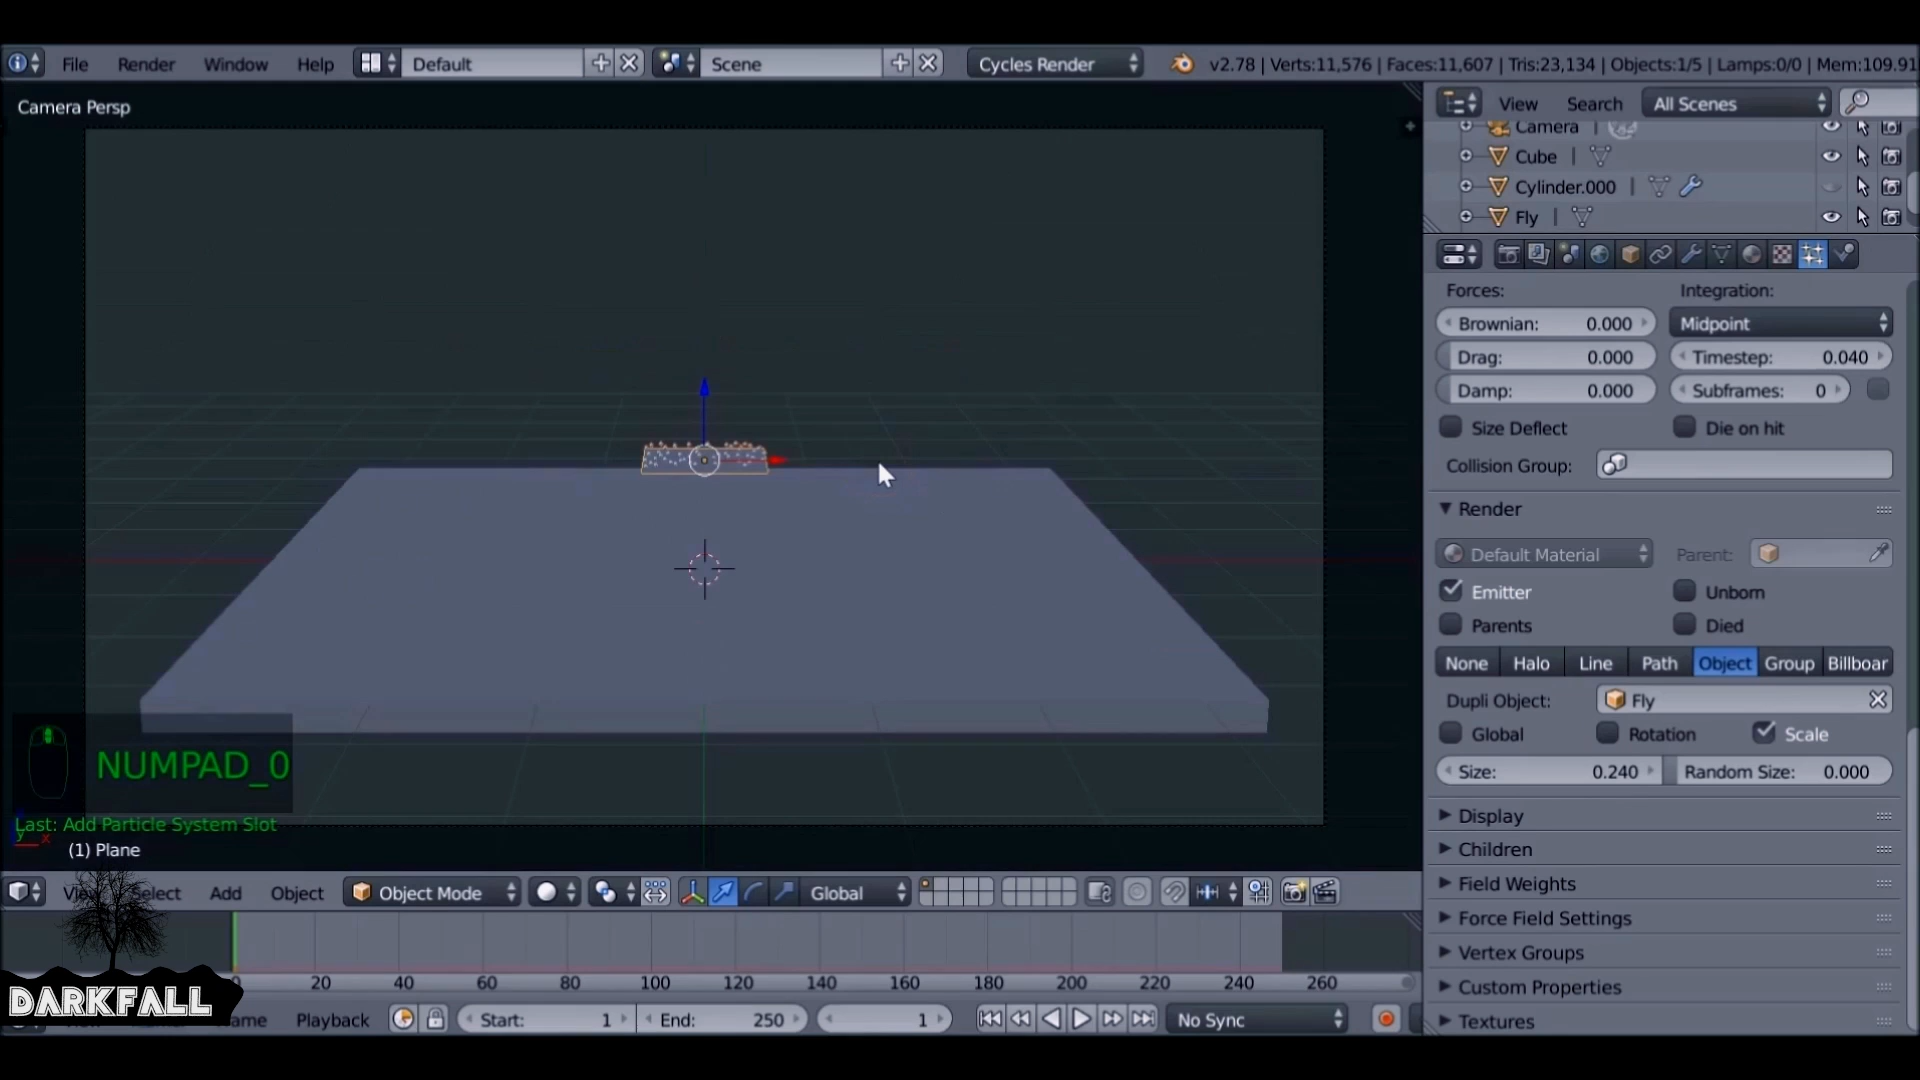 File Render Window Help Default Scene Cycles Render v2.78 | Verts:11,576 | Faces:11,607 | Tris:23,134 | Objects:1/5 | Lamps:0/0 | Mem:109.91
Camera Persp
View Search All Scenes
Camera
Cube
Cylinder.000
Fly
Forces: Integration:
Brownian: 0.000 Midpoint
Drag: 0.000 Timestep: 0.040
Damp: 0.000 Subframes: 0
Size Deflect Die on hit
Collision Group:
Render
Default Material Parent:
Emitter Unborn
Parents Died
None Halo Line Path Object Group Billboar
Dupli Object: Fly
Global Rotation Scale
Size: 0.240 Random Size: 0.000
Display
Children
Field Weights
Force Field Settings
Vertex Groups
Custom Properties
Textures
NUMPAD_0
Last: Add Particle System Slot
y x
(1) Plane
Add Object Object Mode Global
20 40 60 80 100 120 140 160 180 200 220 240 260
DARKFALL
Playback Start: 1 End: 250 1 No Sync